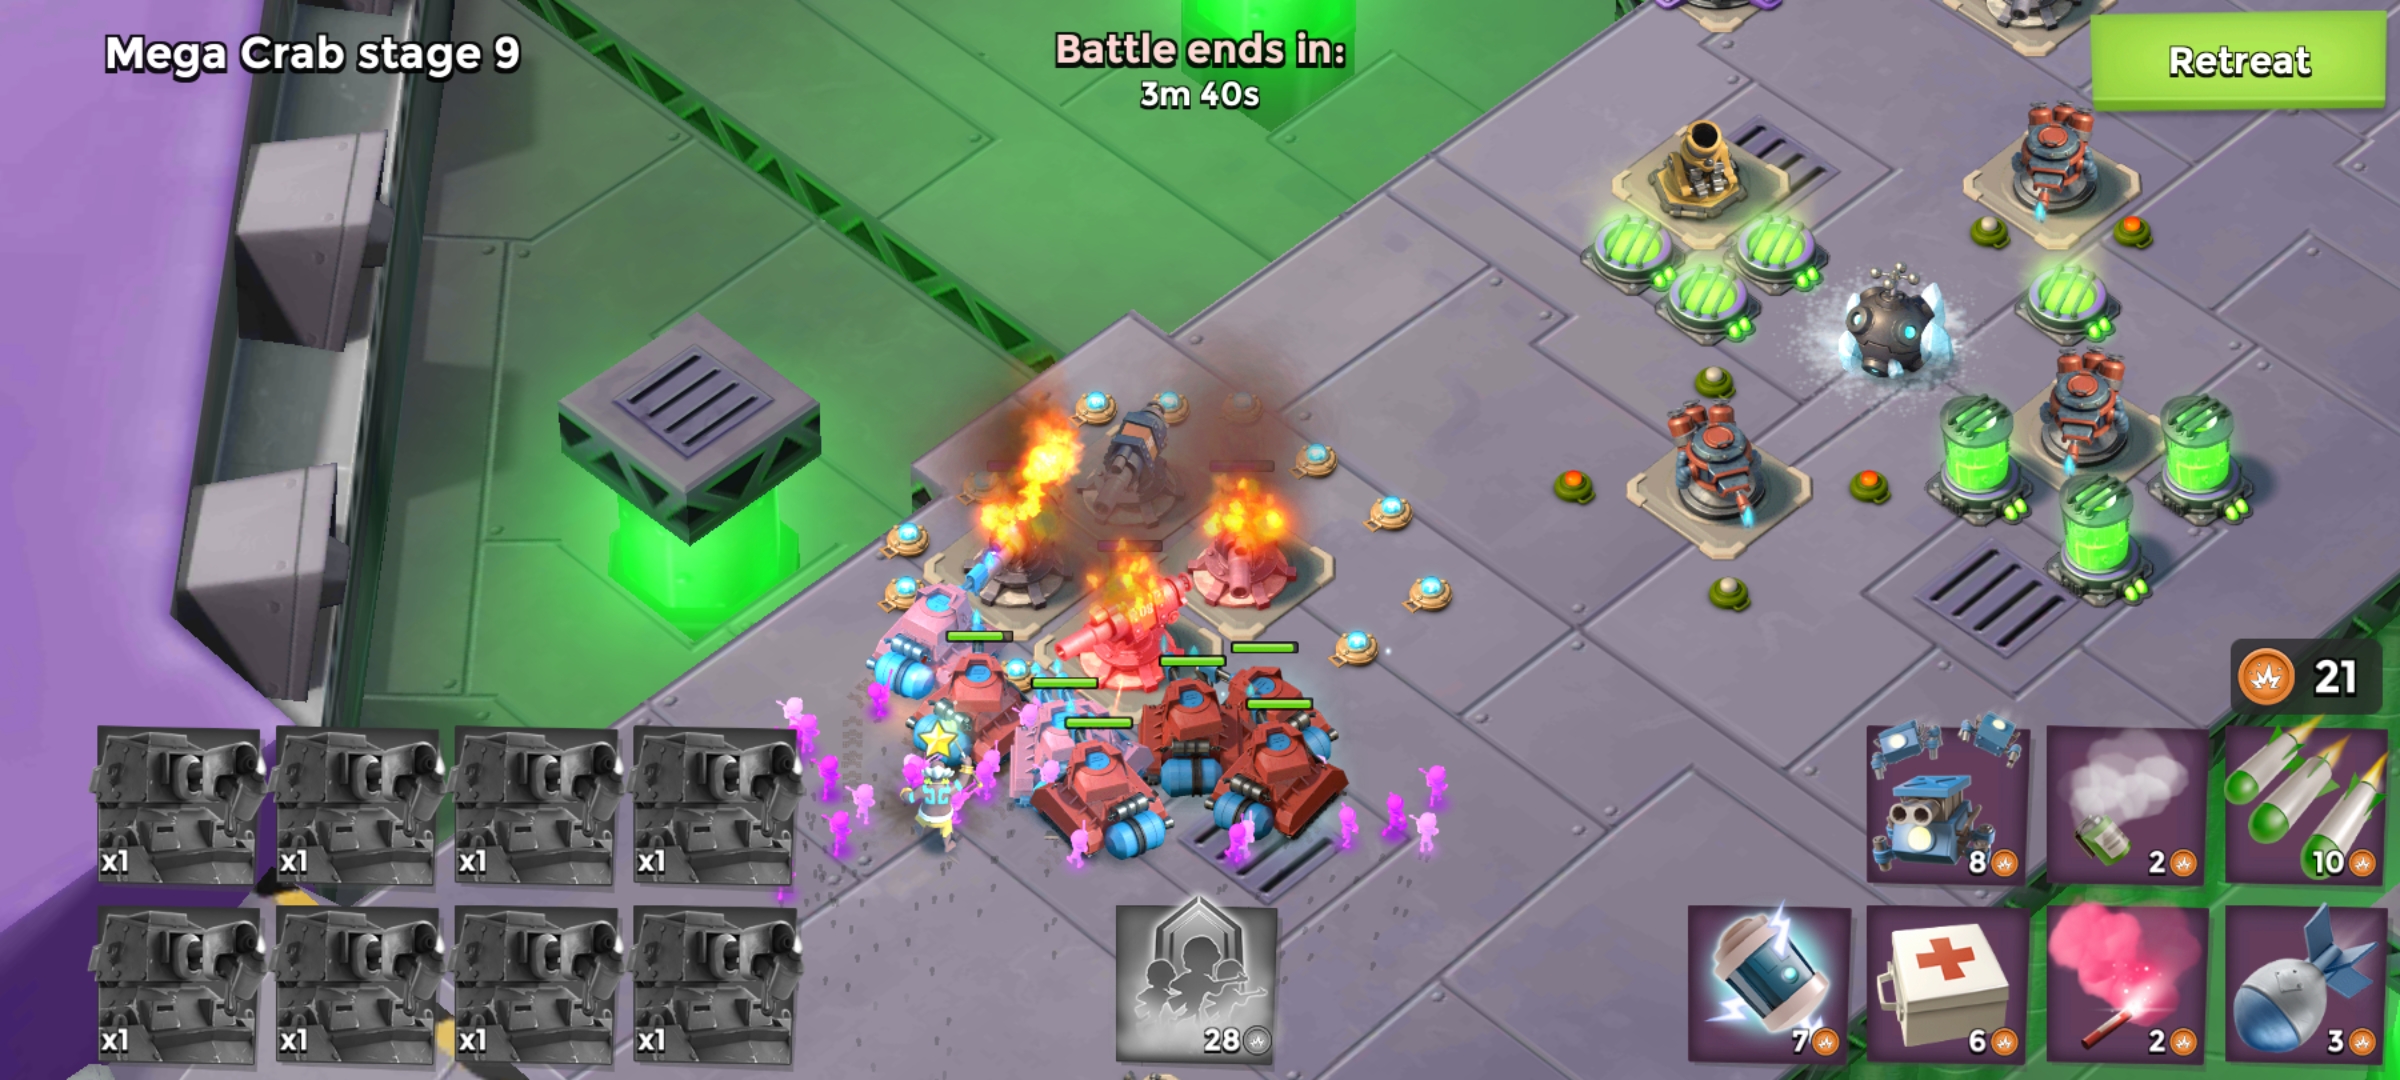 Mega Crab stage 9
Battle ends in:
3m 40s
Retreat
21
x1
x1
x1
x1
8
2
10
x1
x1
x1
x1
28
7
6
2
3